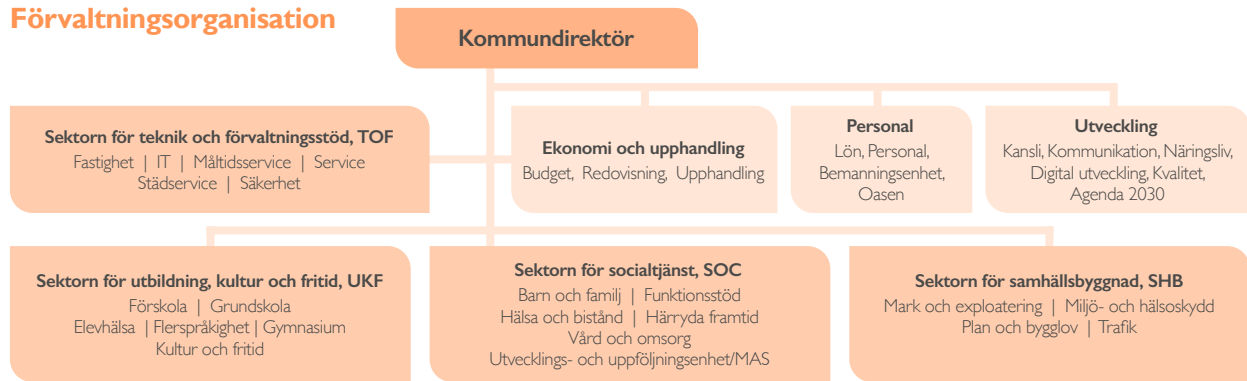 Förvaltningsorganisation
Kommundirektör
Sektorn för teknik och förvaltningsstöd, TOF
Fastighet | IT | Måltidsservice | Service
Städservice | Säkerhet
Ekonomi och upphandling
Budget, Redovisning, Upphandling
Personal
Lön, Personal,
Bemanningsenhet,
Oasen
Utveckling
Kansli, Kommunikation, Näringsliv,
Digital utveckling, Kvalitet,
Agenda 2030
Sektorn för utbildning, kultur och fritid, UKF
Förskola | Grundskola
Elevhälsa | Flerspråkighet | Gymnasium
Kultur och fritid
Sektorn för socialtjänst, SOC
Barn och familj | Funktionsstöd
Hälsa och bistånd | Härryda framtid
Vård och omsorg
Utvecklings- och uppföljningsenhet/MAS
Sektorn för samhällsbyggnad, SHB
Mark och exploatering | Miljö- och hälsoskydd
Plan och bygglov | Trafik